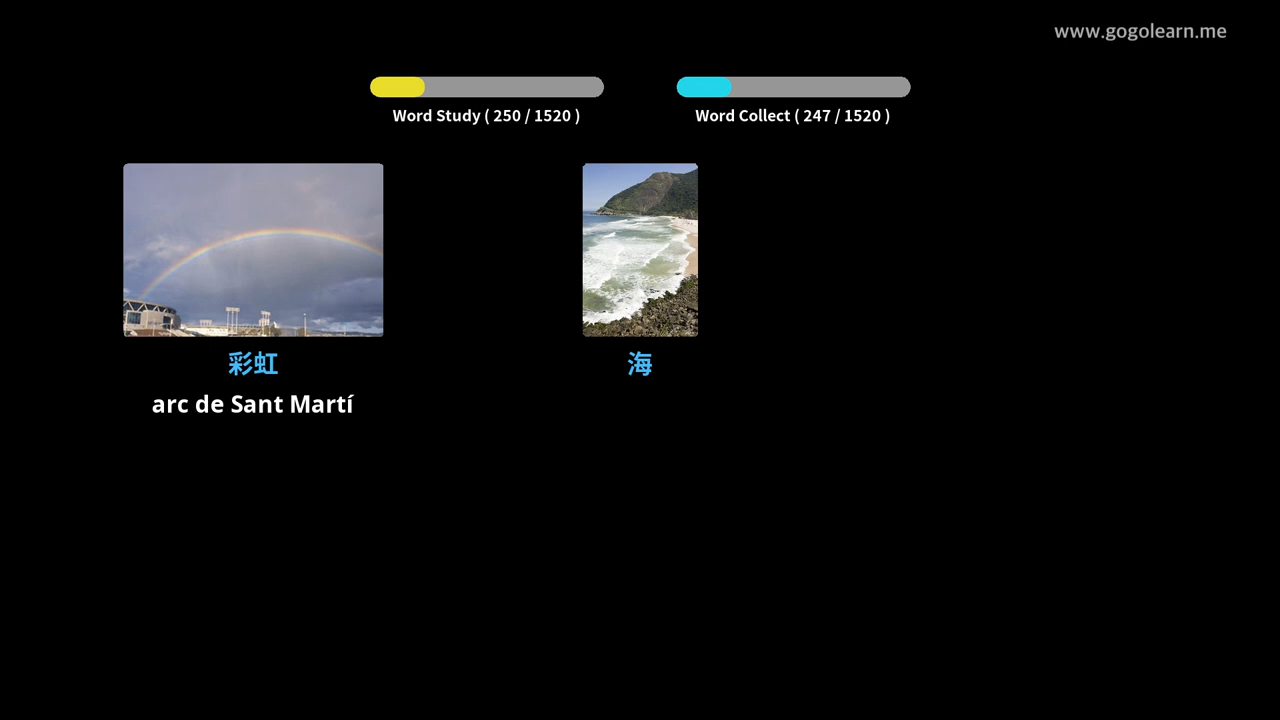 www.gogolearn.me
Word Study ( 250 / 1520 )
Word Collect ( 247 / 1520 )
彩虹
海
arc de Sant Martí